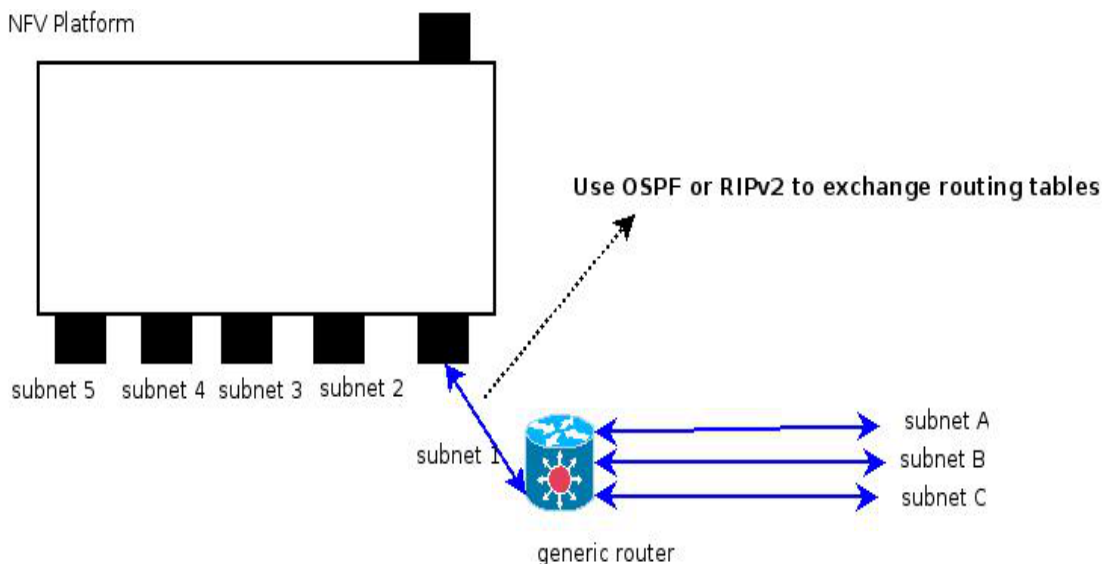 NFV Platform
Use OSPF or RIPv2 to exchange routing tables
subnet 5
subnet 4
subnet 3
subnet 2
subnet 1
subnet A
subnet B
subnet C
generic router